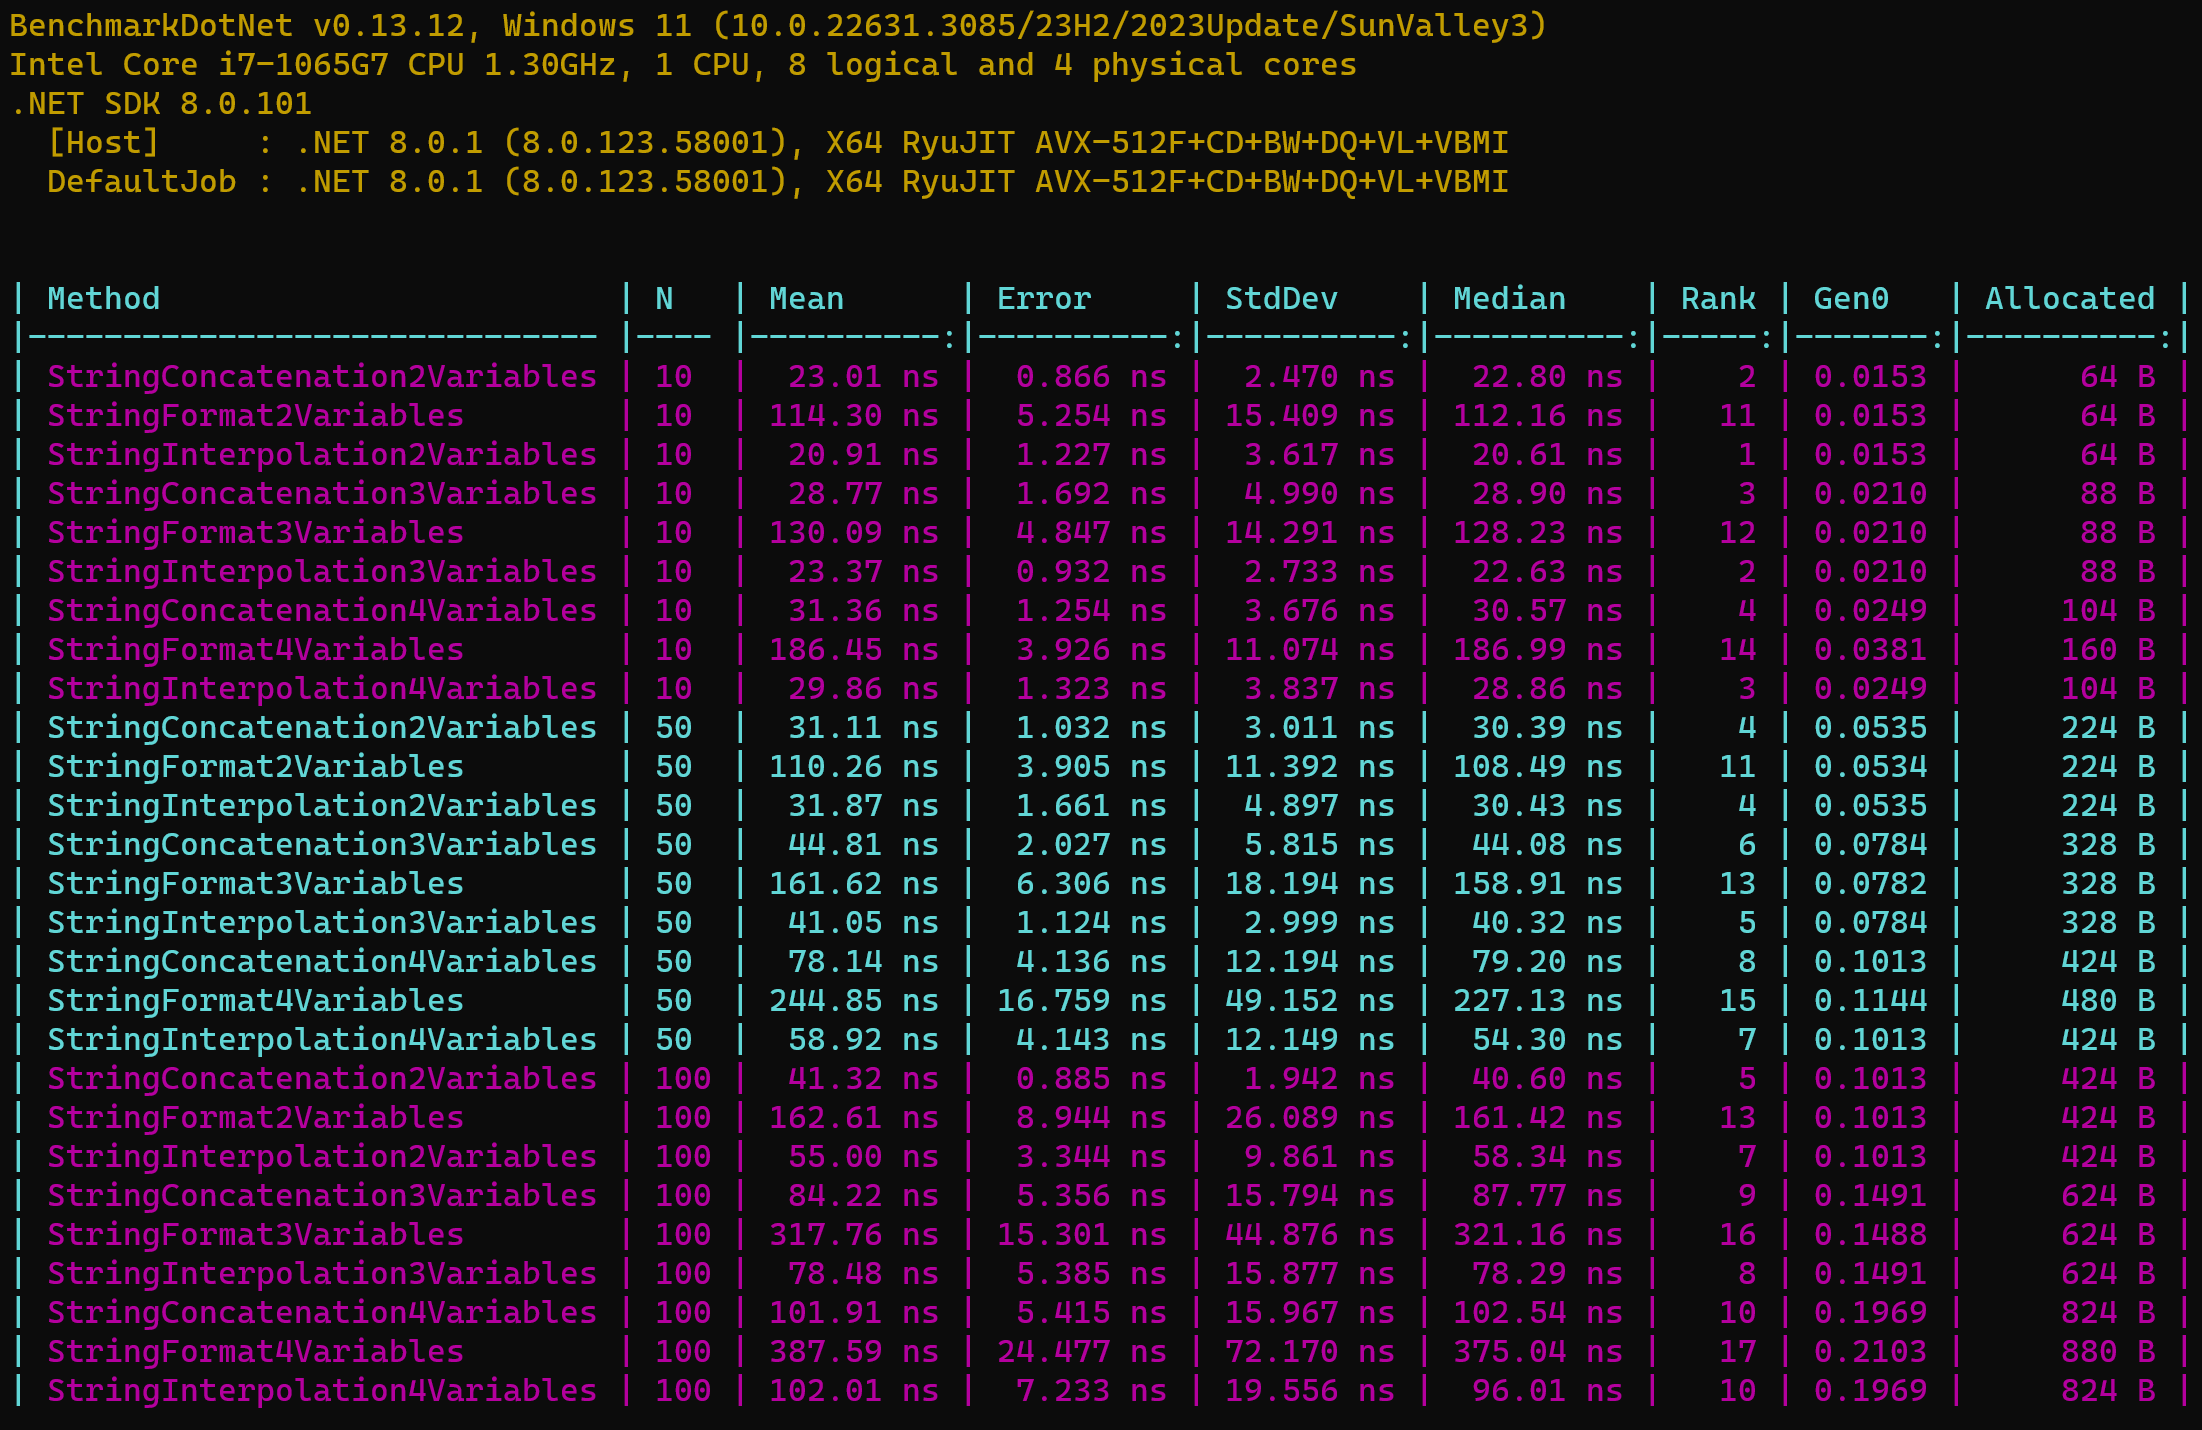 BenchmarkDotNet v0.13.12, Windows 11 (10.0.22631.3085/23H2/2023Update/SunValley3)
Intel Core i7-1065G7 CPU 1.30GHz, 1 CPU, 8 logical and 4 physical cores
.NET SDK 8.0.101
  [Host]     : .NET 8.0.1 (8.0.123.58001), X64 RyuJIT AVX-512F+CD+BW+DQ+VL+VBMI
  DefaultJob : .NET 8.0.1 (8.0.123.58001), X64 RyuJIT AVX-512F+CD+BW+DQ+VL+VBMI
| Method                        | N   | Mean      | Error     | StdDev    | Median    | Rank | Gen0   | Allocated |
|------------------------------ |---- |----------:|----------:|----------:|----------:|-----:|-------:|----------:|
| StringConcatenation2Variables | 10  |  23.01 ns |  0.866 ns |  2.470 ns |  22.80 ns |    2 | 0.0153 |      64 B |
| StringFormat2Variables        | 10  | 114.30 ns |  5.254 ns | 15.409 ns | 112.16 ns |   11 | 0.0153 |      64 B |
| StringInterpolation2Variables | 10  |  20.91 ns |  1.227 ns |  3.617 ns |  20.61 ns |    1 | 0.0153 |      64 B |
| StringConcatenation3Variables | 10  |  28.77 ns |  1.692 ns |  4.990 ns |  28.90 ns |    3 | 0.0210 |      88 B |
| StringFormat3Variables        | 10  | 130.09 ns |  4.847 ns | 14.291 ns | 128.23 ns |   12 | 0.0210 |      88 B |
| StringInterpolation3Variables | 10  |  23.37 ns |  0.932 ns |  2.733 ns |  22.63 ns |    2 | 0.0210 |      88 B |
| StringConcatenation4Variables | 10  |  31.36 ns |  1.254 ns |  3.676 ns |  30.57 ns |    4 | 0.0249 |     104 B |
| StringFormat4Variables        | 10  | 186.45 ns |  3.926 ns | 11.074 ns | 186.99 ns |   14 | 0.0381 |     160 B |
| StringInterpolation4Variables | 10  |  29.86 ns |  1.323 ns |  3.837 ns |  28.86 ns |    3 | 0.0249 |     104 B |
| StringConcatenation2Variables | 50  |  31.11 ns |  1.032 ns |  3.011 ns |  30.39 ns |    4 | 0.0535 |     224 B |
| StringFormat2Variables        | 50  | 110.26 ns |  3.905 ns | 11.392 ns | 108.49 ns |   11 | 0.0534 |     224 B |
| StringInterpolation2Variables | 50  |  31.87 ns |  1.661 ns |  4.897 ns |  30.43 ns |    4 | 0.0535 |     224 B |
| StringConcatenation3Variables | 50  |  44.81 ns |  2.027 ns |  5.815 ns |  44.08 ns |    6 | 0.0784 |     328 B |
| StringFormat3Variables        | 50  | 161.62 ns |  6.306 ns | 18.194 ns | 158.91 ns |   13 | 0.0782 |     328 B |
| StringInterpolation3Variables | 50  |  41.05 ns |  1.124 ns |  2.999 ns |  40.32 ns |    5 | 0.0784 |     328 B |
| StringConcatenation4Variables | 50  |  78.14 ns |  4.136 ns | 12.194 ns |  79.20 ns |    8 | 0.1013 |     424 B |
| StringFormat4Variables        | 50  | 244.85 ns | 16.759 ns | 49.152 ns | 227.13 ns |   15 | 0.1144 |     480 B |
| StringInterpolation4Variables | 50  |  58.92 ns |  4.143 ns | 12.149 ns |  54.30 ns |    7 | 0.1013 |     424 B |
| StringConcatenation2Variables | 100 |  41.32 ns |  0.885 ns |  1.942 ns |  40.60 ns |    5 | 0.1013 |     424 B |
| StringFormat2Variables        | 100 | 162.61 ns |  8.944 ns | 26.089 ns | 161.42 ns |   13 | 0.1013 |     424 B |
| StringInterpolation2Variables | 100 |  55.00 ns |  3.344 ns |  9.861 ns |  58.34 ns |    7 | 0.1013 |     424 B |
| StringConcatenation3Variables | 100 |  84.22 ns |  5.356 ns | 15.794 ns |  87.77 ns |    9 | 0.1491 |     624 B |
| StringFormat3Variables        | 100 | 317.76 ns | 15.301 ns | 44.876 ns | 321.16 ns |   16 | 0.1488 |     624 B |
| StringInterpolation3Variables | 100 |  78.48 ns |  5.385 ns | 15.877 ns |  78.29 ns |    8 | 0.1491 |     624 B |
| StringConcatenation4Variables | 100 | 101.91 ns |  5.415 ns | 15.967 ns | 102.54 ns |   10 | 0.1969 |     824 B |
| StringFormat4Variables        | 100 | 387.59 ns | 24.477 ns | 72.170 ns | 375.04 ns |   17 | 0.2103 |     880 B |
| StringInterpolation4Variables | 100 | 102.01 ns |  7.233 ns | 19.556 ns |  96.01 ns |   10 | 0.1969 |     824 B |